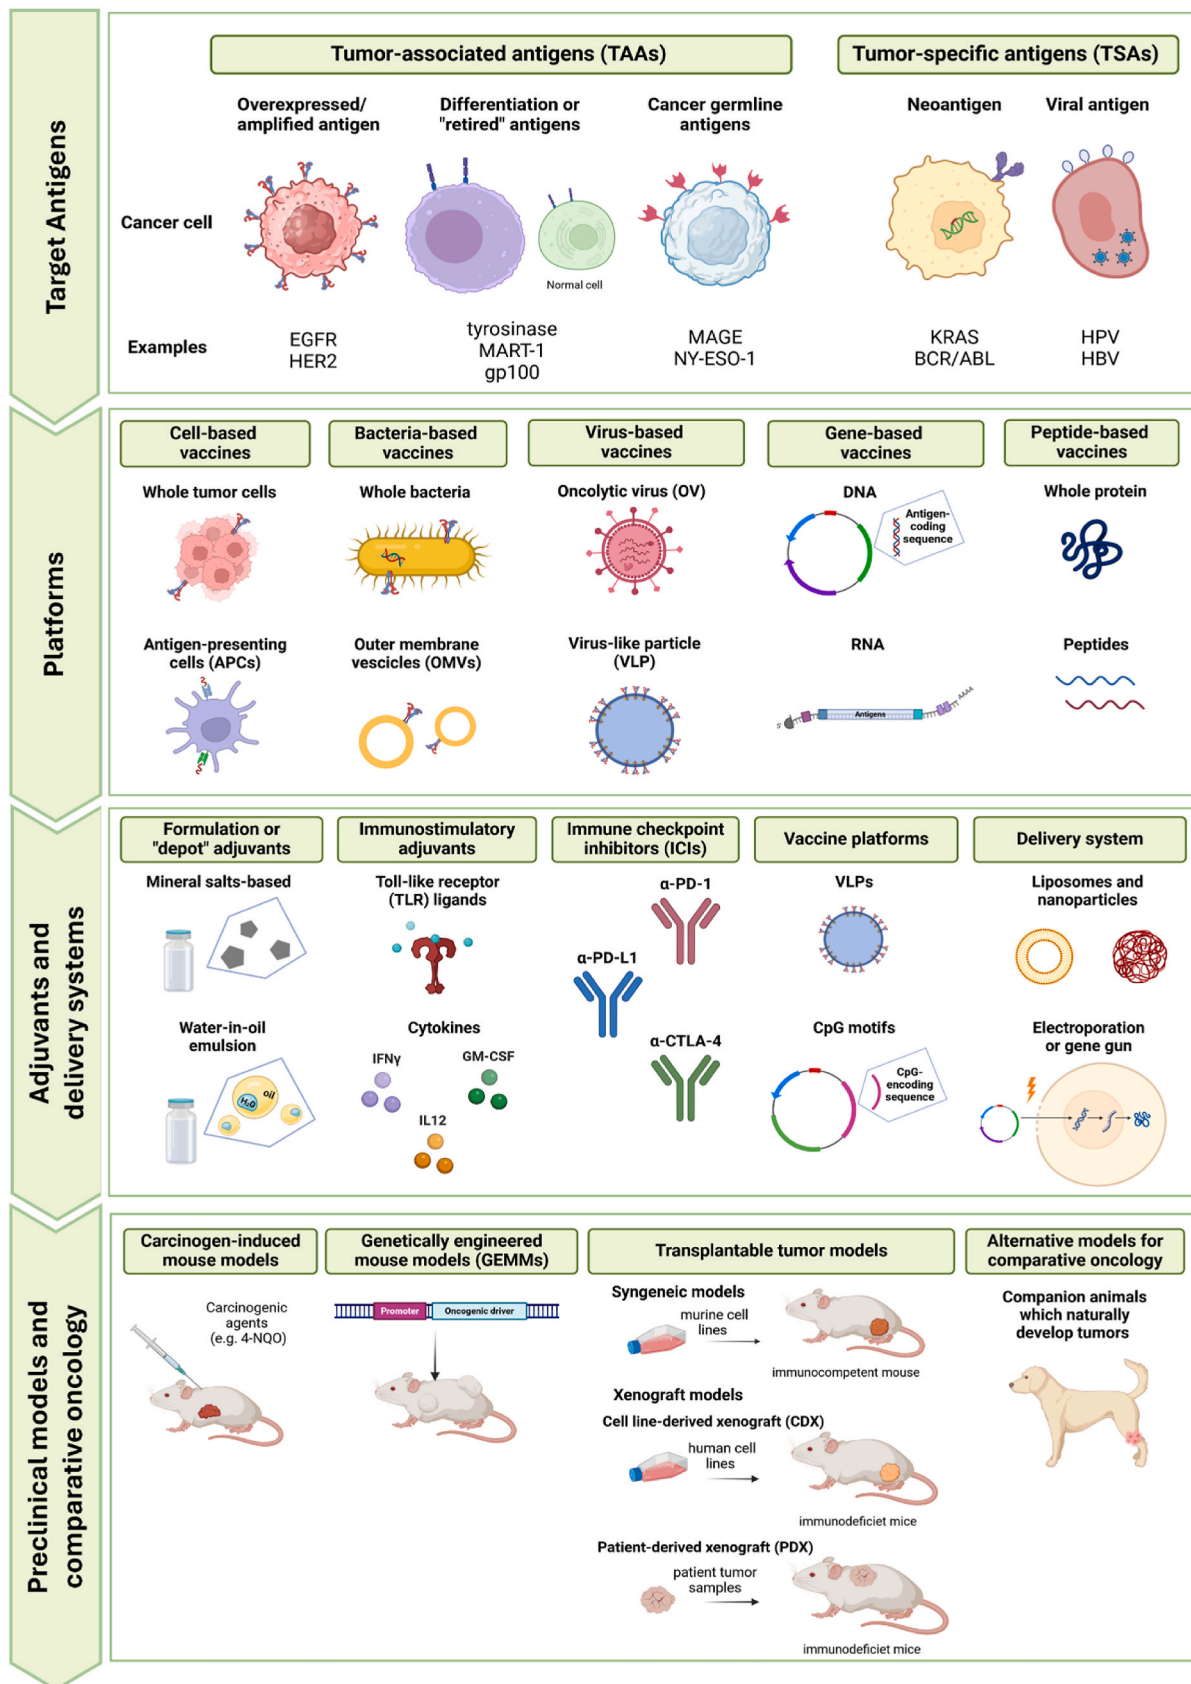 Target Antigens
Tumor-associated antigens (TAAs)
Tumor-specific antigens (TSAs)
Overexpressed/
amplified antigen
Differentiation or
"retired" antigens
Cancer germline
antigens
Neoantigen
Viral antigen
Cancer cell
Normal cell
Examples
EGFR
HER2
tyrosinase
MART-1
gp100
MAGE
NY-ESO-1
KRAS
BCR/ABL
HPV
HBV
Platforms
Cell-based
vaccines
Bacteria-based
vaccines
Virus-based
vaccines
Gene-based
vaccines
Peptide-based
vaccines
Whole tumor cells
Whole bacteria
Oncolytic virus (OV)
DNA
Antigen-
coding
sequence
Whole protein
Antigen-presenting
cells (APCs)
Outer membrane
vescicles (OMVs)
Virus-like particle
(VLP)
RNA
5'
Antigens
AAAA
Peptides
Adjuvants and
delivery systems
Formulation or
"depot" adjuvants
Immunostimulatory
adjuvants
Immune checkpoint
inhibitors (ICIs)
Vaccine platforms
Delivery system
Mineral salts-based
Toll-like receptor
(TLR) ligands
α-PD-1
α-PD-L1
α-CTLA-4
VLPs
Liposomes and
nanoparticles
Water-in-oil
emulsion
H₂O
oil
Cytokines
IFNγ
GM-CSF
IL12
CpG motifs
CpG-
encoding
sequence
Electroporation
or gene gun
Preclinical models and
comparative oncology
Carcinogen-induced
mouse models
Genetically engineered
mouse models (GEMMs)
Transplantable tumor models
Alternative models for
comparative oncology
Carcinogenic
agents
(e.g. 4-NQO)
Promoter
Oncogenic driver
Syngeneic models
murine cell
lines
immunocompetent mouse
Xenograft models
Cell line-derived xenograft (CDX)
human cell
lines
immunodeficiet mice
Patient-derived xenograft (PDX)
patient tumor
samples
immunodeficiet mice
Companion animals
which naturally
develop tumors